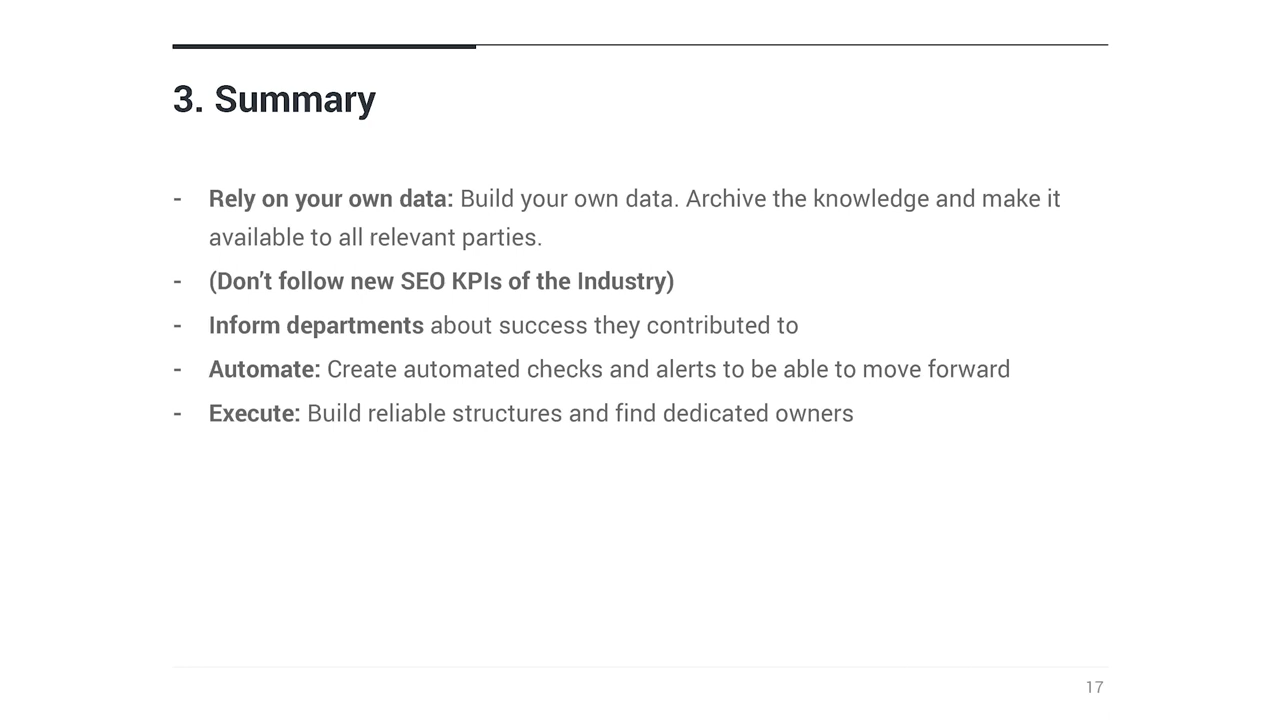 3. Summary
- Rely on your own data: Build your own data. Archive the knowledge and make it
available to all relevant parties.
- (Don’t follow new SEO KPIs of the Industry)
- Inform departments about success they contributed to
- Automate: Create automated checks and alerts to be able to move forward
- Execute: Build reliable structures and find dedicated owners
17